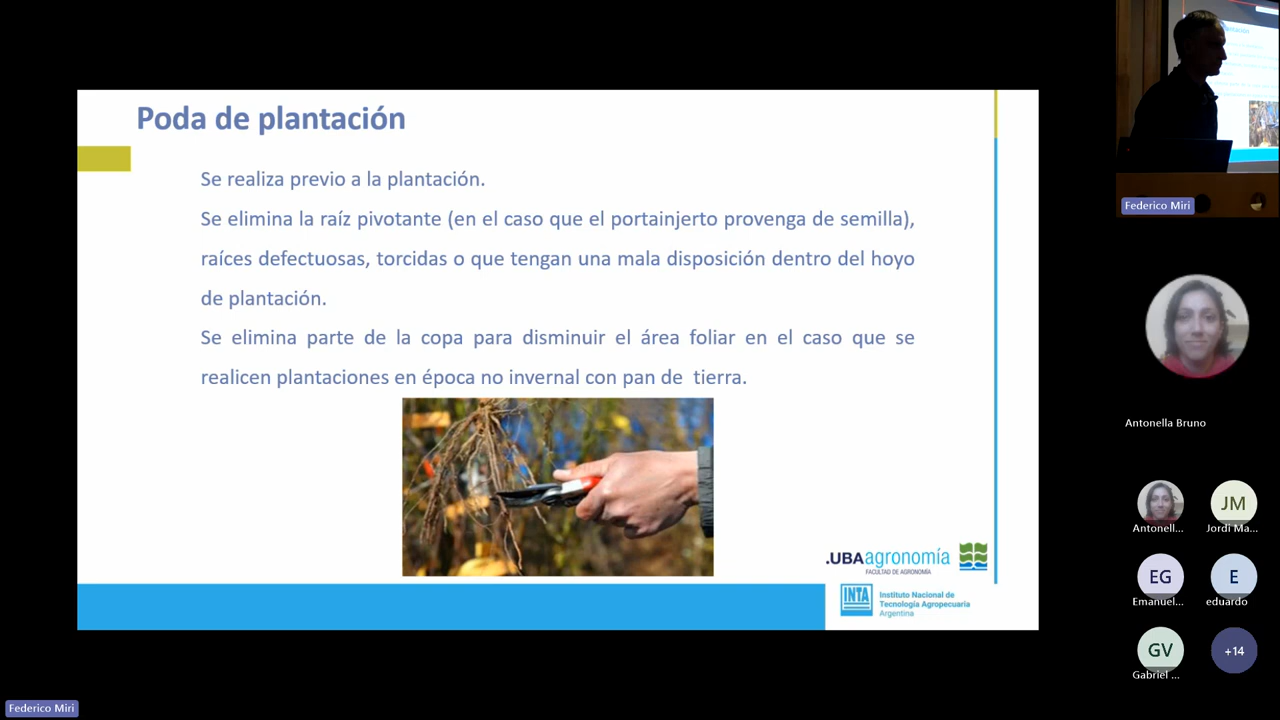 Poda de plantación
Se realiza previo a la plantación.
Se elimina la raíz pivotante (en el caso que el portainjerto provenga de semilla),
raíces defectuosas, torcidas o que tengan una mala disposición dentro del hoyo
de plantación.
Se elimina parte de la copa para disminuir el área foliar en el caso que se
realicen plantaciones en época no invernal con pan de tierra.
.UBAagronomía
FACULTAD DE AGRONOMÍA
INTA
Instituto Nacional de
Tecnología Agropecuaria
Argentina
Federico Miri
Antonella Bruno
Antonell...
JM
Jordi Ma...
EG
Emanuel...
E
eduardo
GV
Gabriel ...
+14
Federico Miri